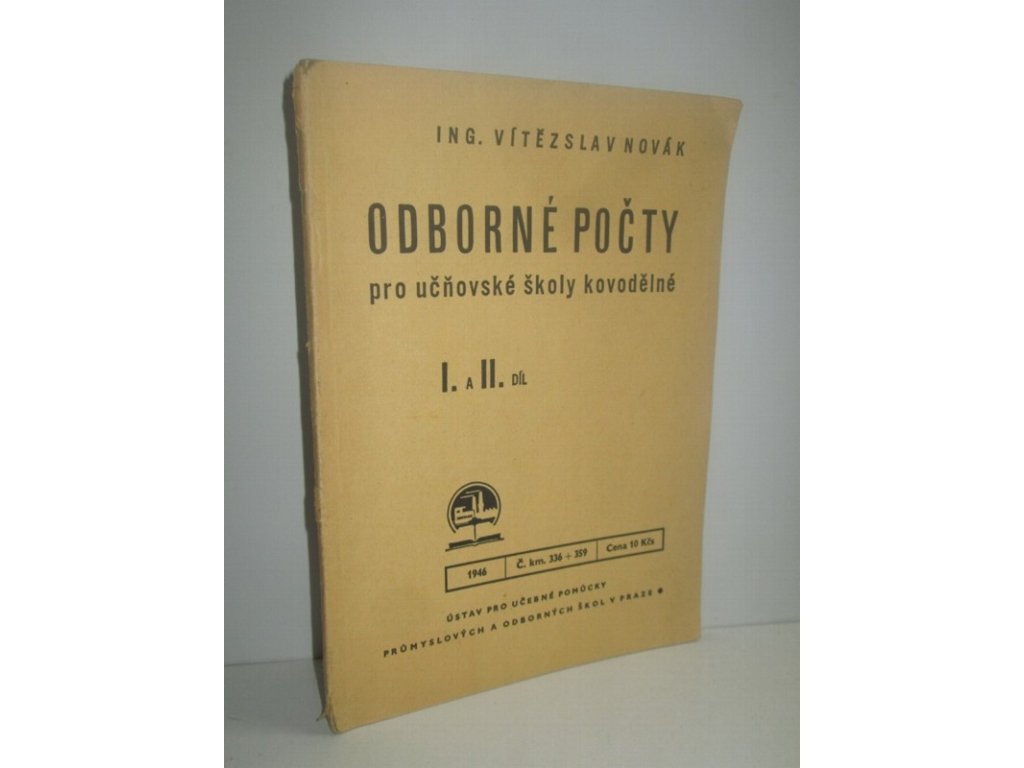 ING. VÍTĚZSLAV NOVÁK
ODBORNÉ POČTY
pro učňovské školy kovodělné
I. A II. DÍL
1946 Č. km. 336 + 359 Cena 10 Kčs
ÚSTAV PRO UČEBNÉ POMŮCKY
PRŮMYSLOVÝCH A ODBORNÝCH ŠKOL V PRAZE